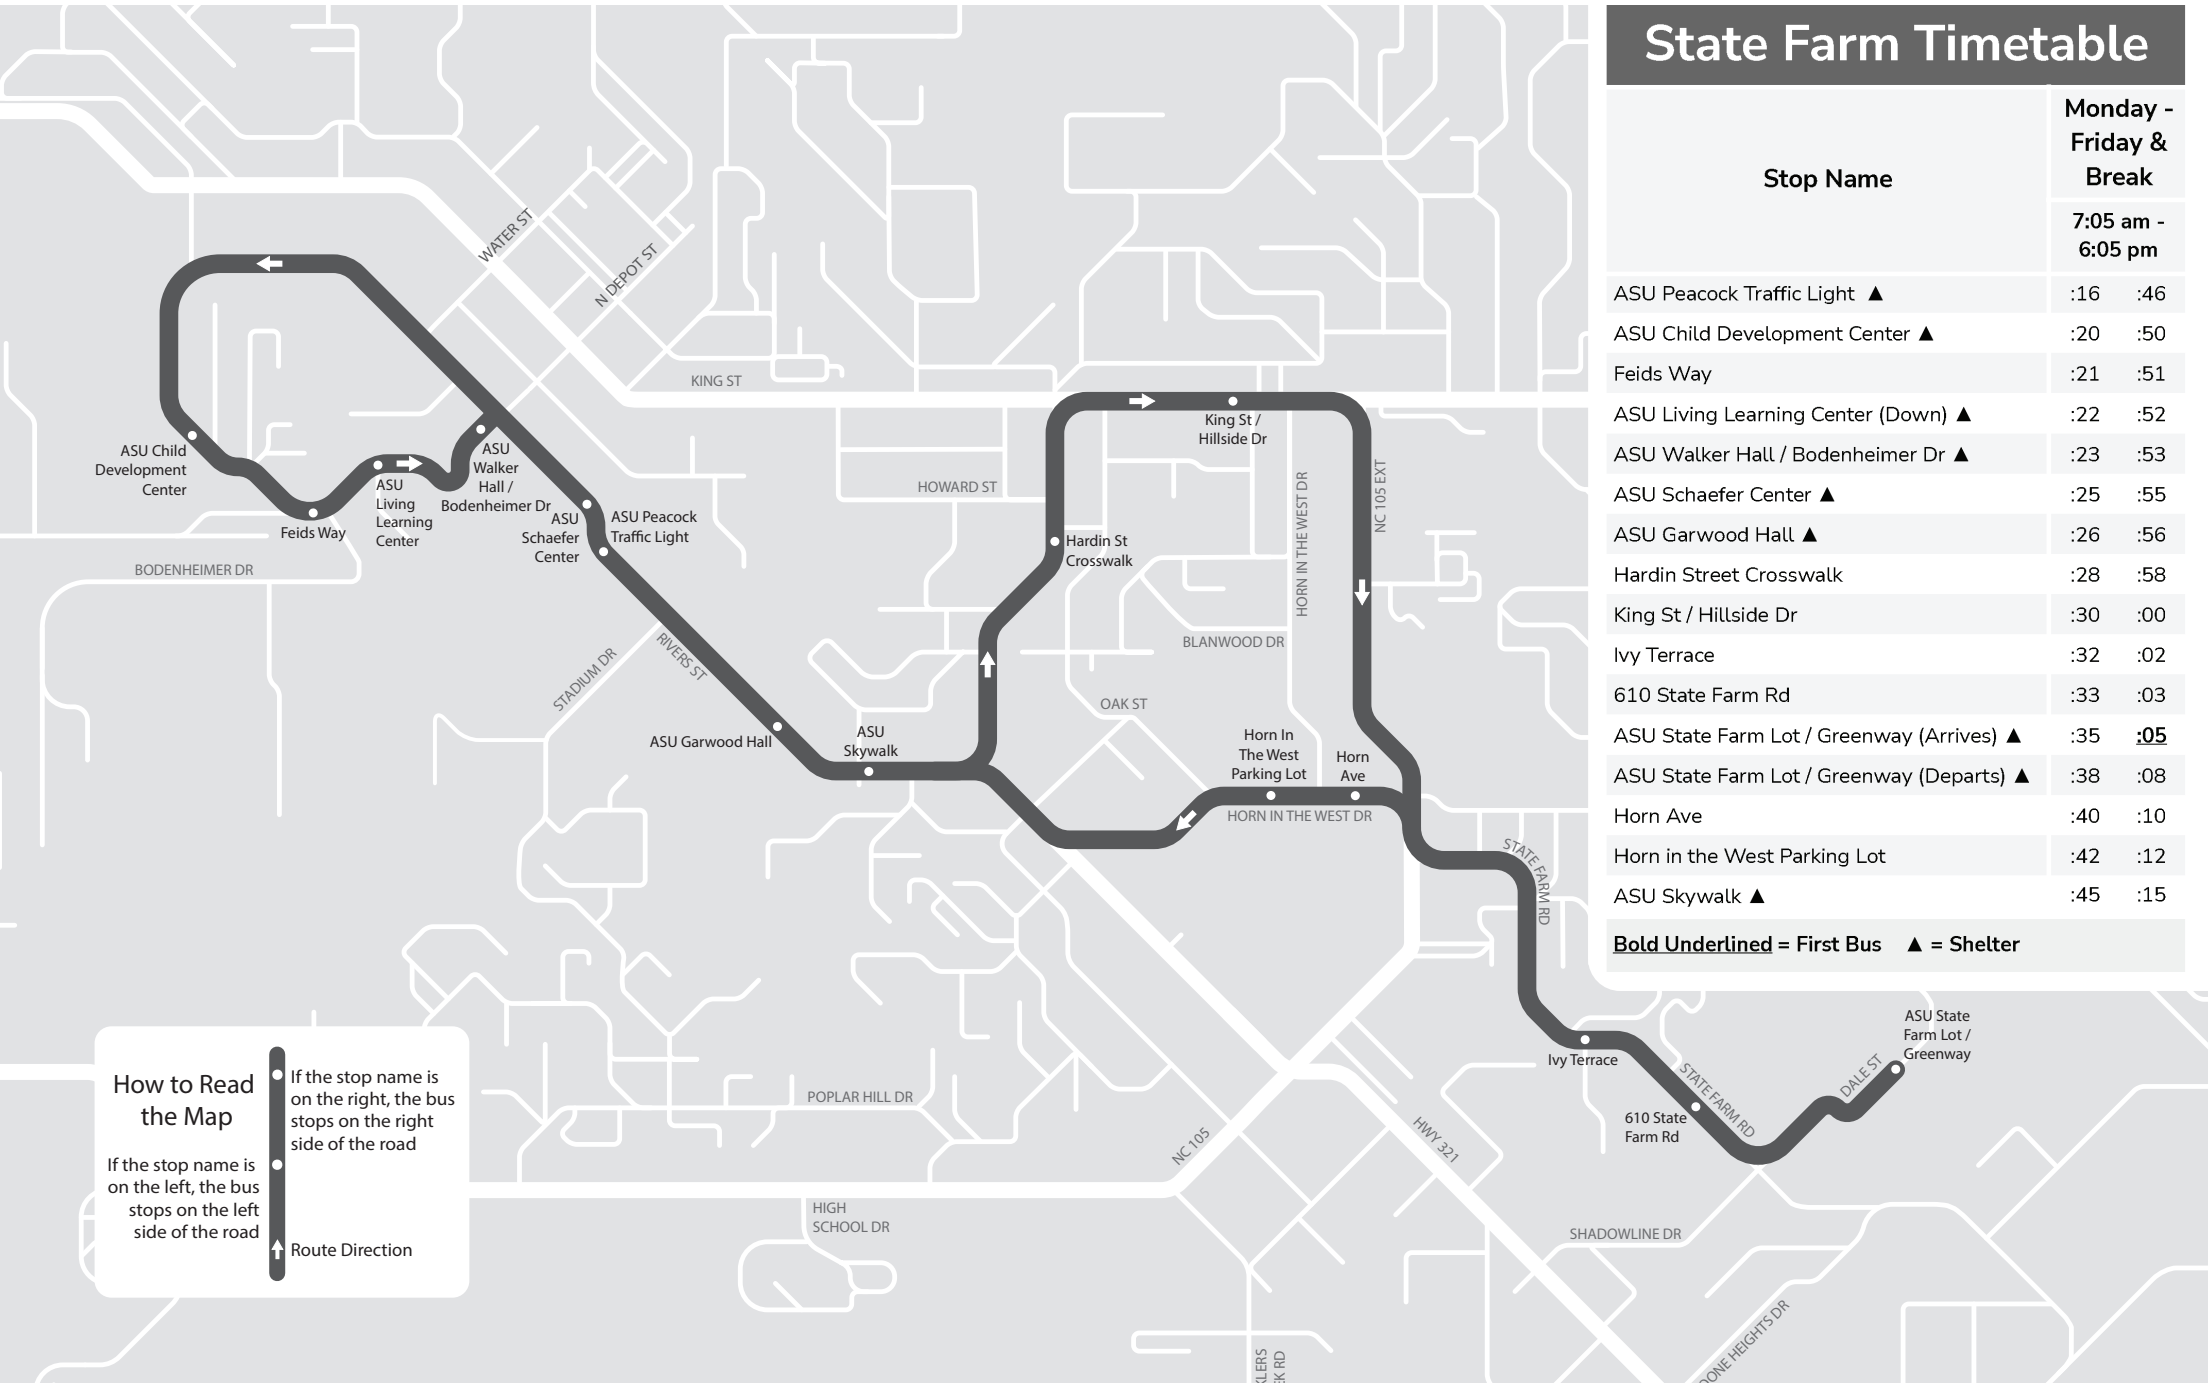 State Farm Timetable
Stop Name
Monday -
Friday &
Break
7:05 am -
6:05 pm
ASU Peacock Traffic Light ▲ :16 :46
ASU Child Development Center ▲ :20 :50
Feids Way :21 :51
ASU Living Learning Center (Down) ▲ :22 :52
ASU Walker Hall / Bodenheimer Dr ▲ :23 :53
ASU Schaefer Center ▲ :25 :55
ASU Garwood Hall ▲ :26 :56
Hardin Street Crosswalk :28 :58
King St / Hillside Dr :30 :00
Ivy Terrace :32 :02
610 State Farm Rd :33 :03
ASU State Farm Lot / Greenway (Arrives) ▲ :35 :05
ASU State Farm Lot / Greenway (Departs) ▲ :38 :08
Horn Ave :40 :10
Horn in the West Parking Lot :42 :12
ASU Skywalk ▲ :45 :15
Bold Underlined = First Bus ▲ = Shelter
WATER ST
N DEPOT ST
KING ST
King St /
Hillside Dr
ASU Child
Development
Center
Feids Way
ASU
Living
Learning
Center
ASU
Walker
Hall /
Bodenheimer Dr
ASU
Schaefer
Center
ASU Peacock
Traffic Light
BODENHEIMER DR
HOWARD ST
Hardin St
Crosswalk
HORN IN THE WEST DR
NC 105 EXT
BLANWOOD DR
STADIUM DR
RIVERS ST
OAK ST
ASU Garwood Hall
ASU
Skywalk
Horn In
The West
Parking Lot
Horn
Ave
HORN IN THE WEST DR
STATE FARM RD
Ivy Terrace
610 State
Farm Rd
STATE FARM RD
DALE ST
ASU State
Farm Lot /
Greenway
POPLAR HILL DR
NC 105
HWY 321
HIGH
SCHOOL DR
SHADOWLINE DR
How to Read
the Map
If the stop name is
on the right, the bus
stops on the right
side of the road
If the stop name is
on the left, the bus
stops on the left
side of the road
Route Direction
HEIGHTS DR
RD